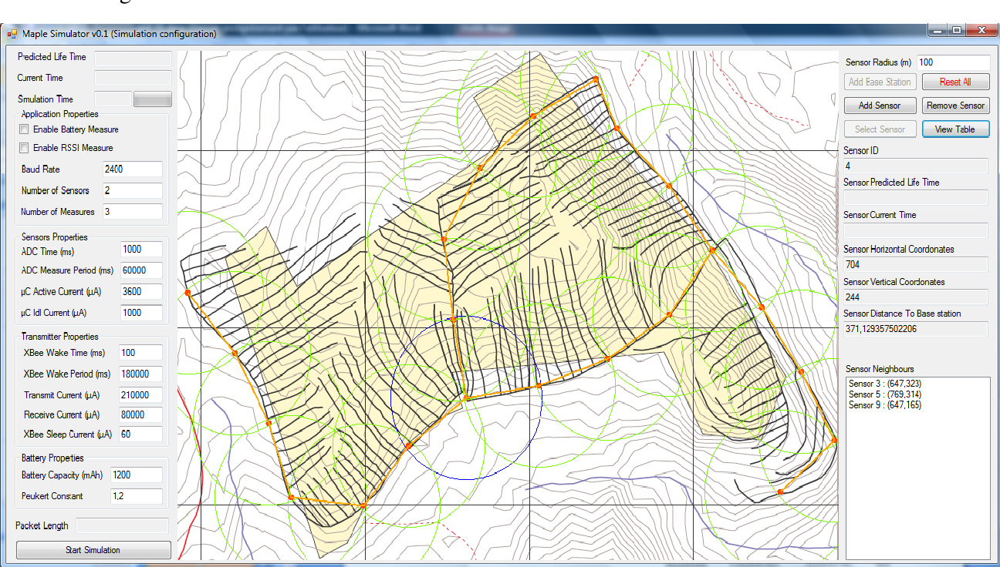 Maple Simulator v0.1 (Simulation configuration)
Predicted Life Time
Current Time
Smulation Time
Application Properties
Enable Battery Measure
Enable RSSI Measure
Baud Rate 2400
Number of Sensors 2
Number of Measures 3
Sensors Properties
ADC Time (ms) 1000
ADC Measure Period (ms) 60000
µC Active Current (µA) 3600
µC Idl Current (µA) 1000
Transmitter Properties
XBee Wake Time (ms) 100
XBee Wake Period (ms) 180000
Transmit Current (µA) 210000
Receive Current (µA) 80000
XBee Sleep Current (µA) 60
Battery Properties
Battery Capacity (mAh) 1200
Peukert Constant 1,2
Packet Length
Start Simulation
Sensor Radius (m) 100
Add Ease Station Reset All
Add Sensor Remove Sensor
Select Sensor View Table
Sensor ID
4
Sensor Predicted Life Time
Sensor Current Time
Sensor Horizontal Coordonates
704
Sensor Vertical Coordonates
244
Sensor Distance To Base station
371,129357502206
Sensor Neighbours
Sensor 3 : (647,323)
Sensor 5 : (769,314)
Sensor 9 : (647,165)